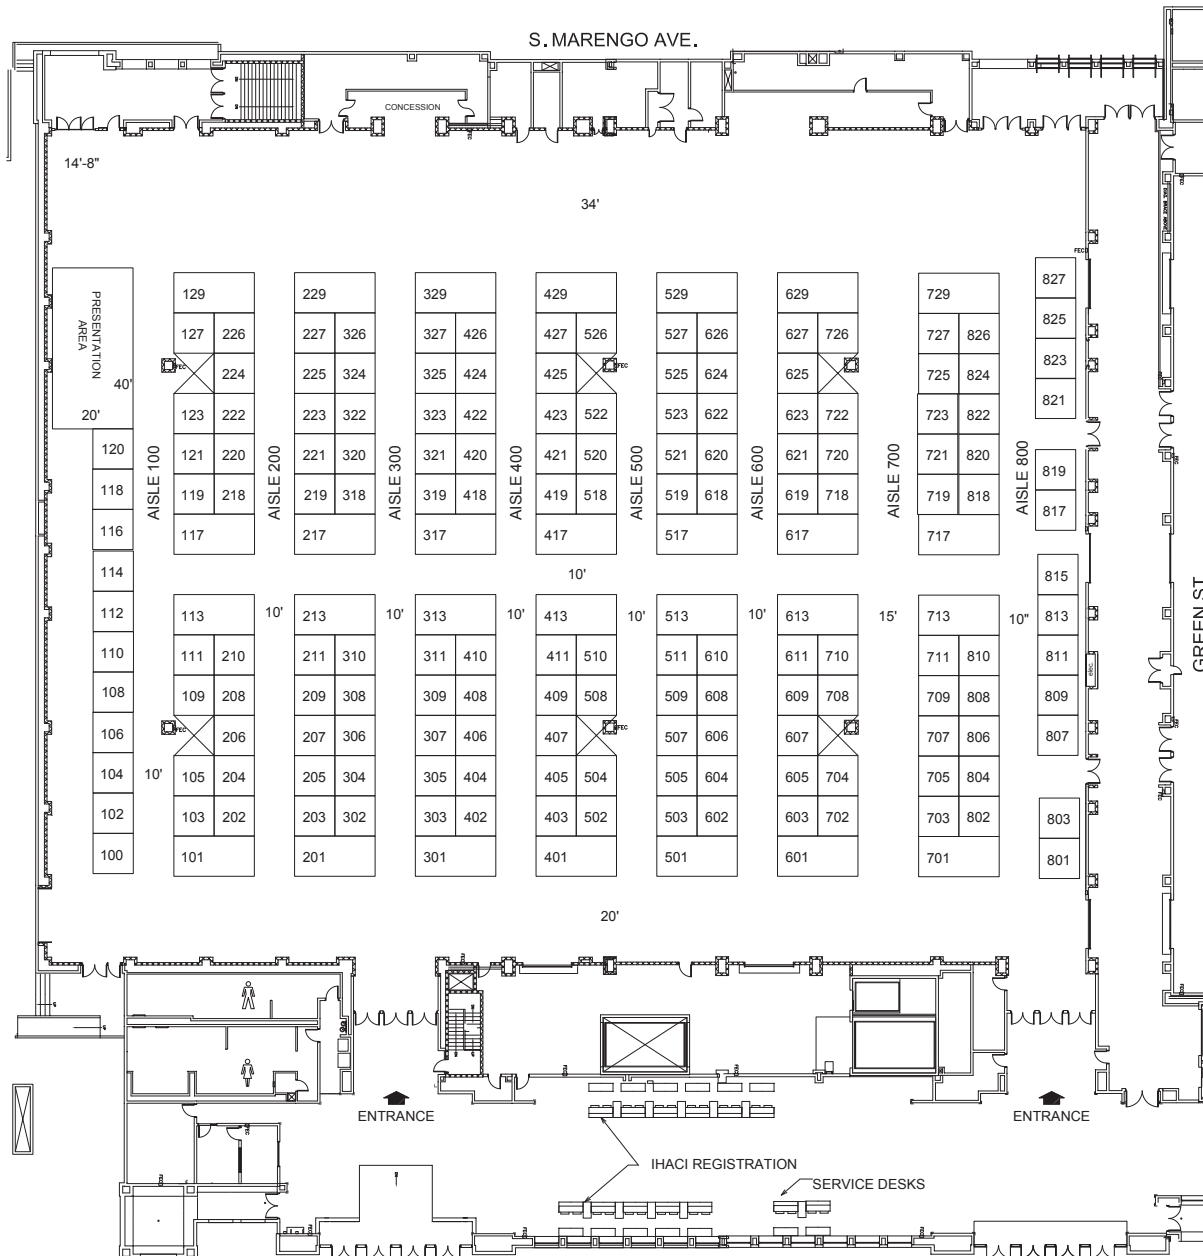 S. MARENGO AVE.
CONCESSION
14'-8"
34'
PRESENTATION
AREA
40'
20'
129 229 329 429 529 629 729 827
127 226 227 326 327 426 427 526 527 626 627 726 727 826 825
FEC 224 225 324 325 424 425 FEC 525 624 625 725 824 823
123 222 223 322 323 422 423 522 523 622 623 722 723 822 821
120 121 220 221 320 321 420 421 520 521 620 621 720 721 820 819
AISLE 100 AISLE 200 AISLE 300 AISLE 400 AISLE 500 AISLE 600 AISLE 700 AISLE 800
118 119 218 219 318 319 418 419 518 519 618 619 718 719 818 817
116 117 217 317 417 517 617 717
114 10' 815
112 113 10' 213 10' 313 10' 413 10' 513 10' 613 15' 713 10" 813
GREEN ST
110 111 210 211 310 311 410 411 510 511 610 611 710 711 810 811
elec.
108 109 208 209 308 309 408 409 508 509 608 609 708 709 808 809
106 FEC 206 207 306 307 406 407 FEC 507 606 607 707 806 807
104 10' 105 204 205 304 305 404 405 504 505 604 605 704 705 804
102 103 202 203 302 303 402 403 502 503 602 603 702 703 802 803
100 101 201 301 401 501 601 701 801
20'
ENTRANCE
ENTRANCE
IHACI REGISTRATION
SERVICE DESKS